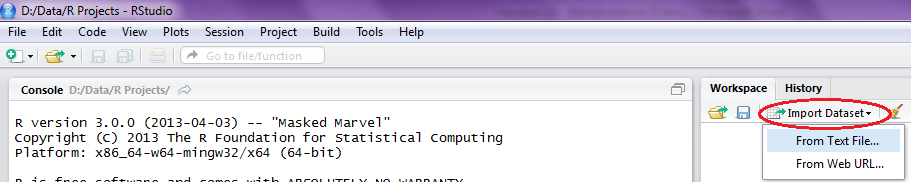 D:/Data/R Projects - RStudio
File Edit Code View Plots Session Project Build Tools Help
Go to file/function
Console D:/Data/R Projects/
R version 3.0.0 (2013-04-03) -- "Masked Marvel"
Copyright (C) 2013 The R Foundation for Statistical Computing
Platform: x86_64-w64-mingw32/x64 (64-bit)
R is free software and comes with ABSOLUTELY NO WARRANTY
Workspace History
Import Dataset
From Text File...
From Web URL...